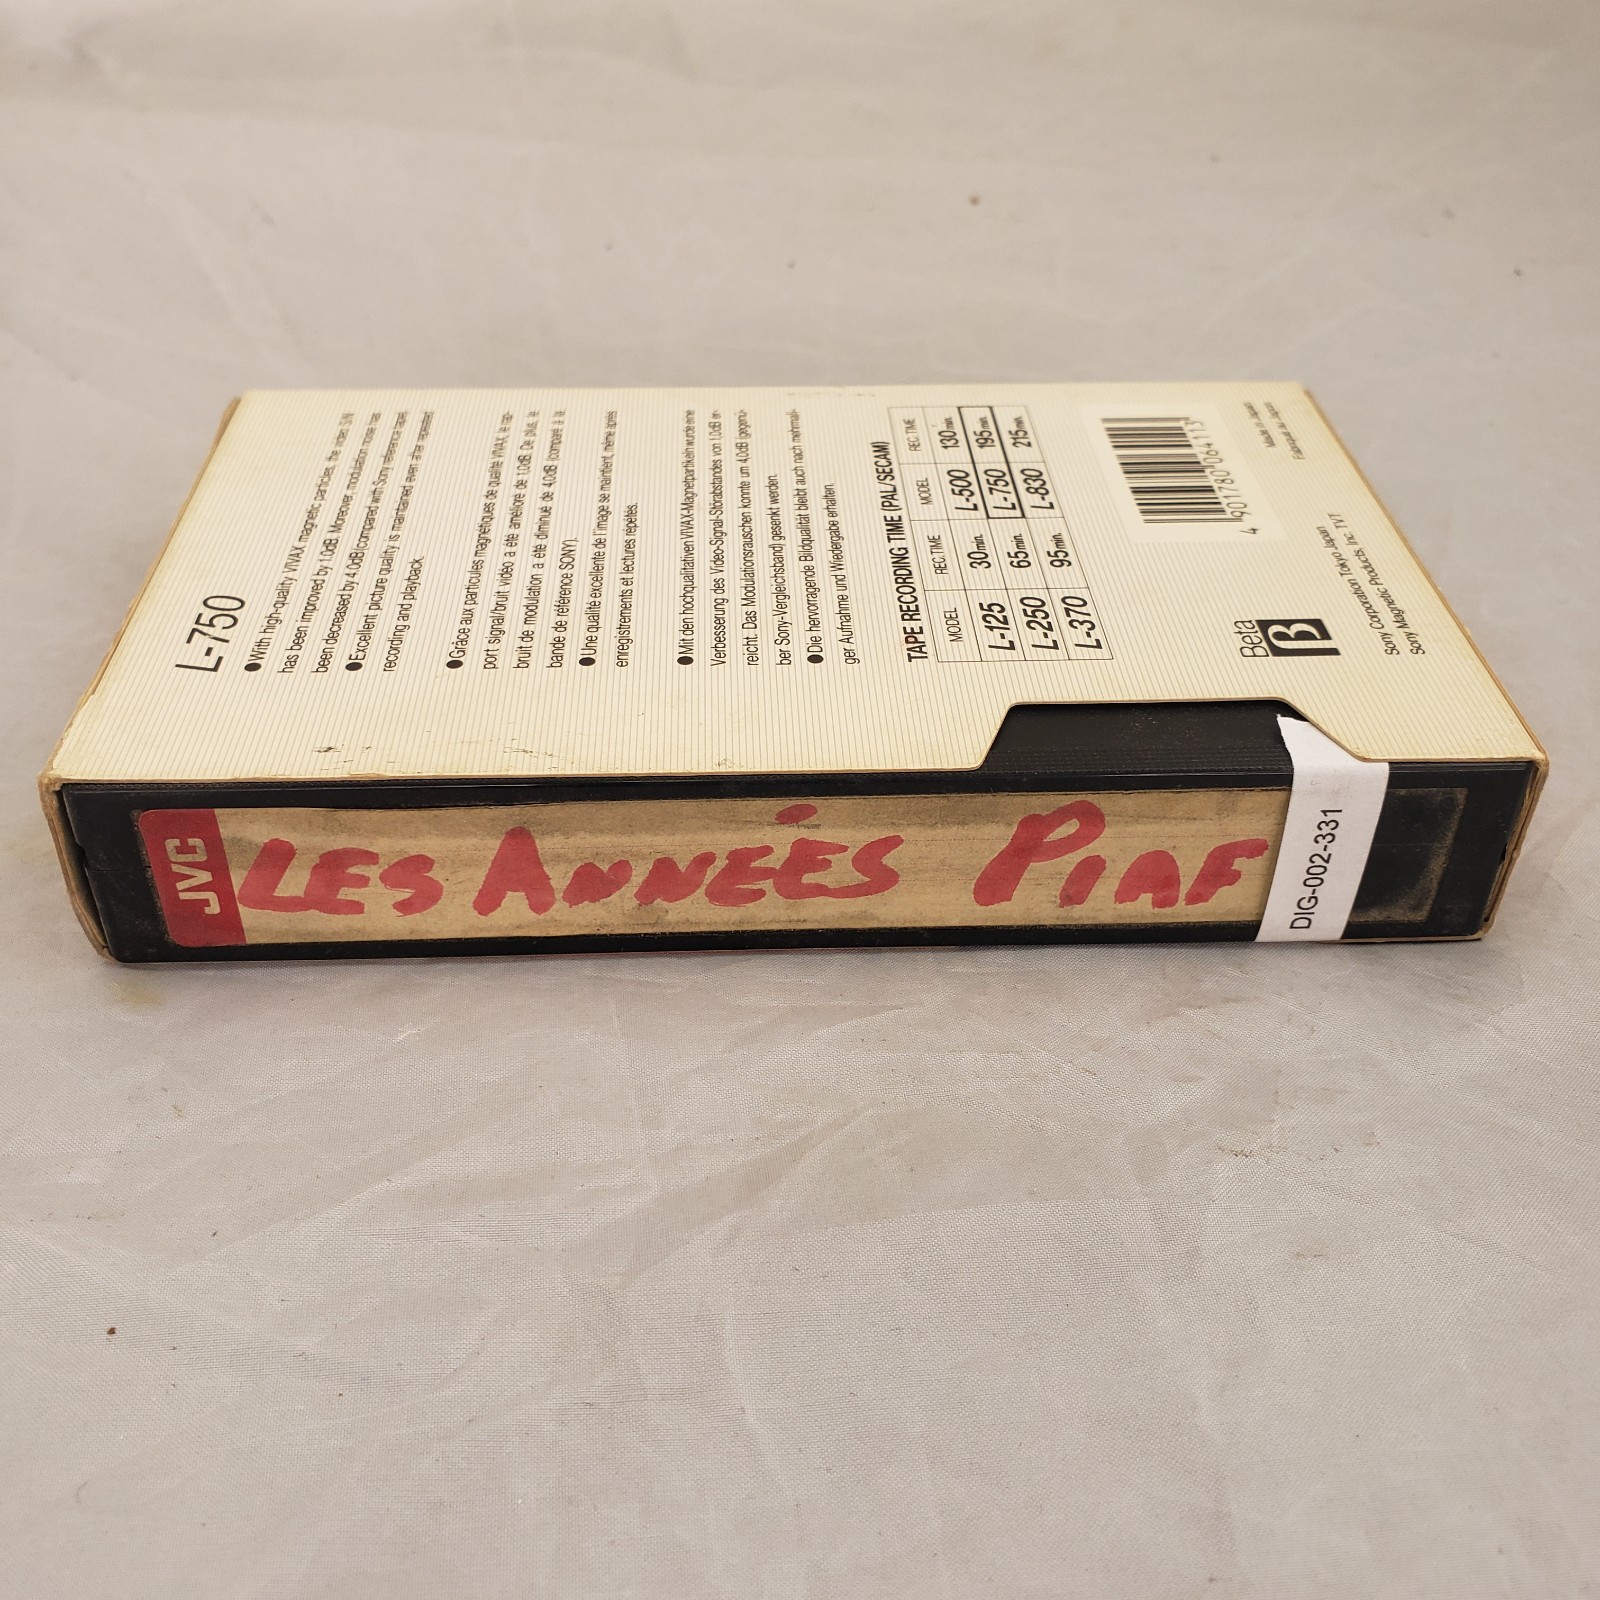 L-750
●With high-quality VIVAX magnetic particles, the video S/N
has been improved by 1.0dB. Moreover, modulation noise has
been decreased by 4.0dB (compared with Sony reference tape).
●Excellent picture quality is maintained even after repeated
recording and playback.
●Grâce aux particules magnétiques de qualité VIVAX, le rap-
port signal/bruit vidéo a été amélioré de 1.0dB. De plus, le
bruit de modulation a été diminué de 4.0dB (comparé à la
bande de référence SONY).
●Une qualité excellente de l'image se maintient, même après
enregistrements et lectures répétés.
●Mit den hochqualitativen VIVAX-Magnetpartikeln wurde eine
Verbesserung des Video-Signal-Störabstandes von 1,0dB er-
reicht. Das Modulationsrauschen konnte um 4,0dB (gegenü-
ber Sony-Vergleichsband) gesenkt werden.
●Die hervorragende Bildqualität bleibt auch nach mehrmali-
ger Aufnahme und Wiedergabe erhalten.
TAPE RECORDING TIME (PAL/SECAM)
MODEL REC.TIME MODEL REC.TIME
L-125 30min. L-500 130min.
L-250 65min. L-750 195min.
L-370 95min. L-830 215min.
4 901780 064113
Beta
B
Made in Japan
Fabriqué au Japon
Sony Corporation Tokyo Japan
Sony Magnetic Products, Inc. TVT
JVC LES ANNEÉS PIAF
DIG-002-331